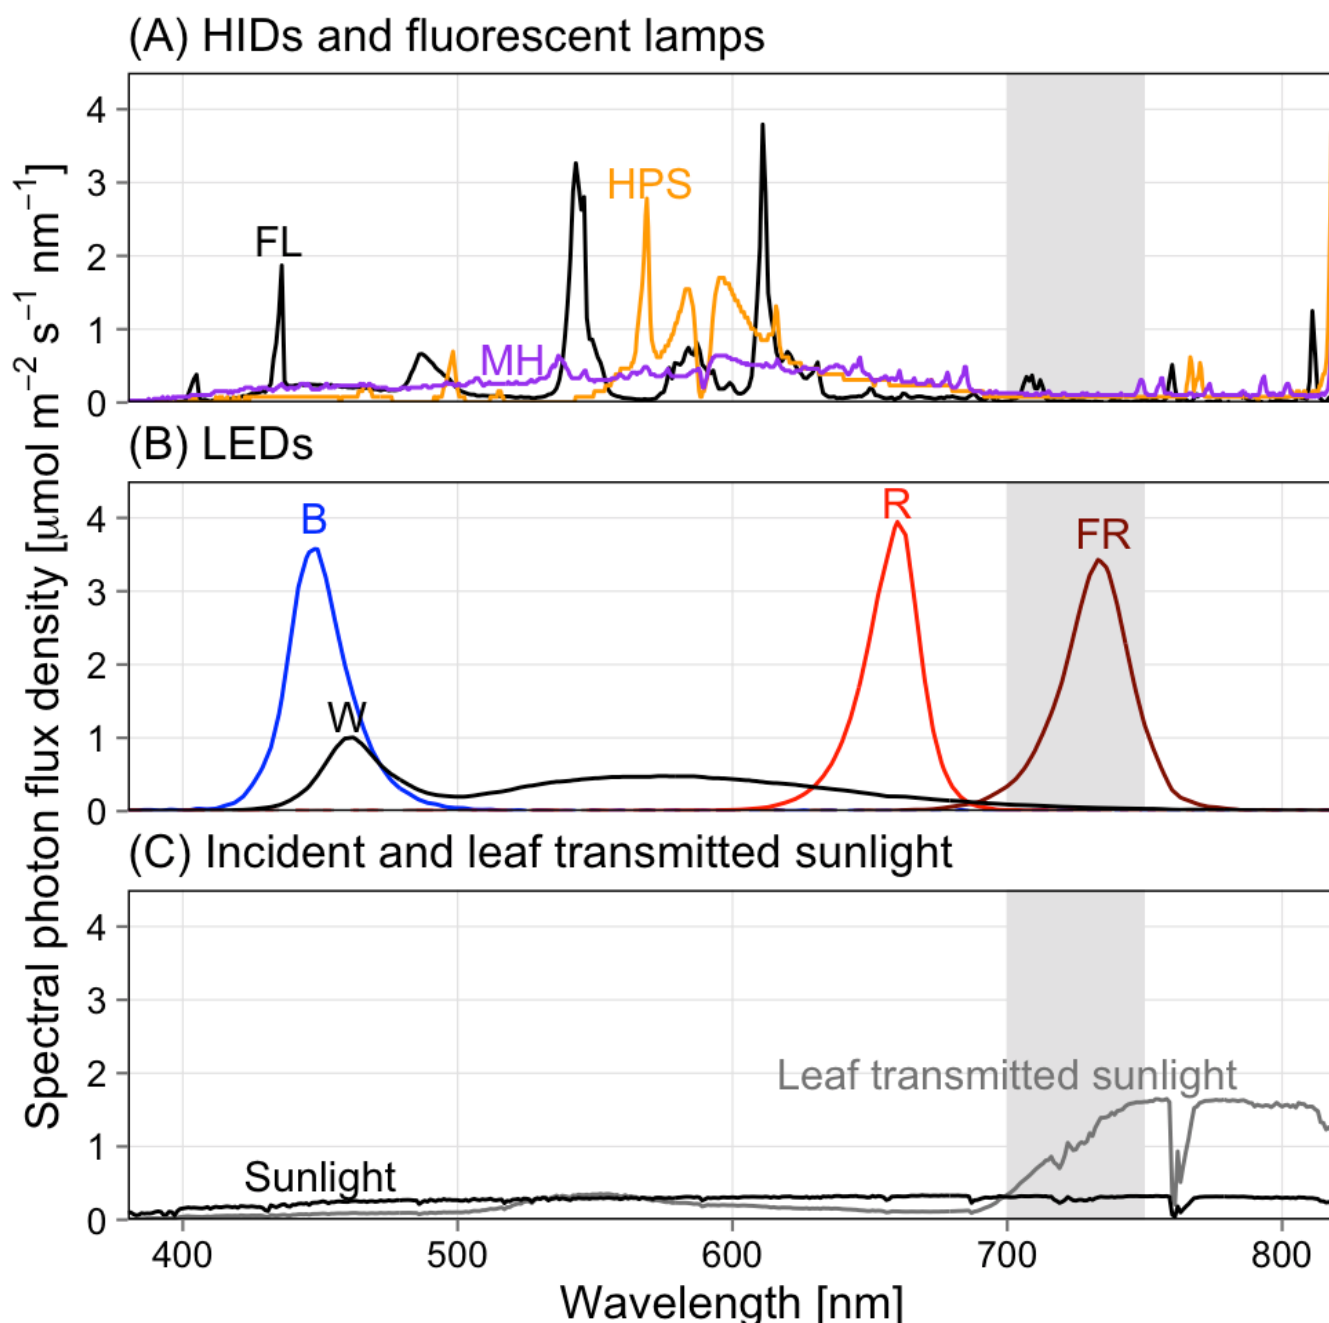 (A) HIDs and fluorescent lamps
4
3
2
1
0
FL
HPS
MH
(B) LEDs
4
3
2
1
0
B
W
R
FR
(C) Incident and leaf transmitted sunlight
4
3
2
1
0
Leaf transmitted sunlight
Sunlight
400 500 600 700 800
Wavelength [nm]
Spectral photon flux density [μmol m⁻² s⁻¹ nm⁻¹]